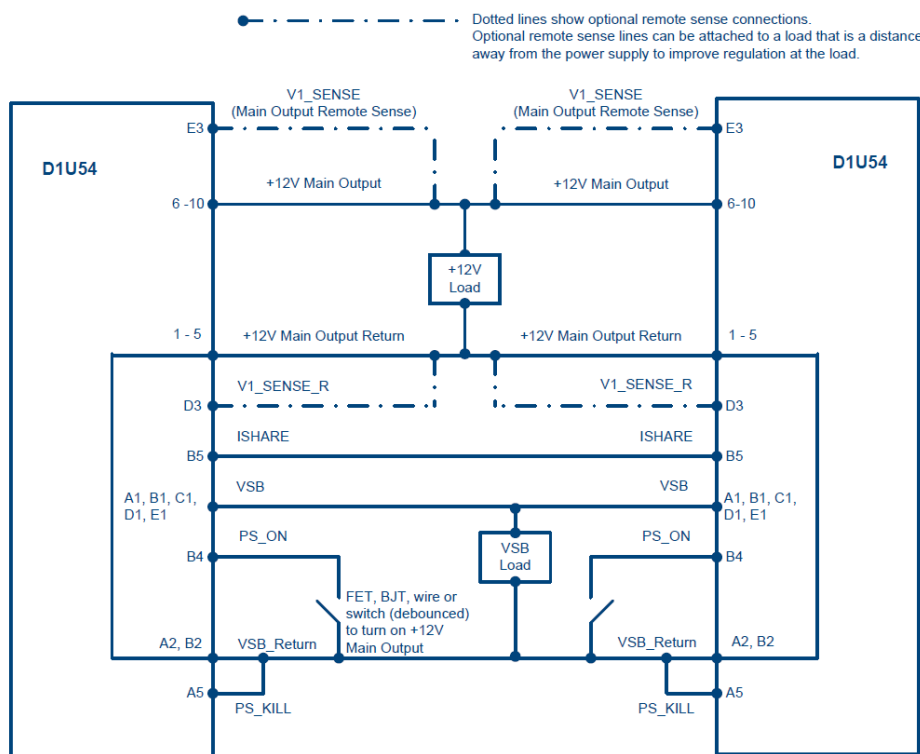 Dotted lines show optional remote sense connections.
Optional remote sense lines can be attached to a load that is a distance
away from the power supply to improve regulation at the load.
V1_SENSE
(Main Output Remote Sense)
V1_SENSE
(Main Output Remote Sense)
E3
E3
D1U54
D1U54
+12V Main Output
+12V Main Output
6 -10
6-10
+12V
Load
1 - 5
+12V Main Output Return
+12V Main Output Return
1 - 5
V1_SENSE_R
V1_SENSE_R
D3
D3
ISHARE
ISHARE
B5
B5
VSB
VSB
A1, B1, C1,
D1, E1
A1, B1, C1,
D1, E1
PS_ON
PS_ON
B4
B4
VSB
Load
FET, BJT, wire or
switch (debounced)
to turn on +12V
Main Output
A2, B2
VSB_Return
VSB_Return
A2, B2
A5
A5
PS_KILL
PS_KILL